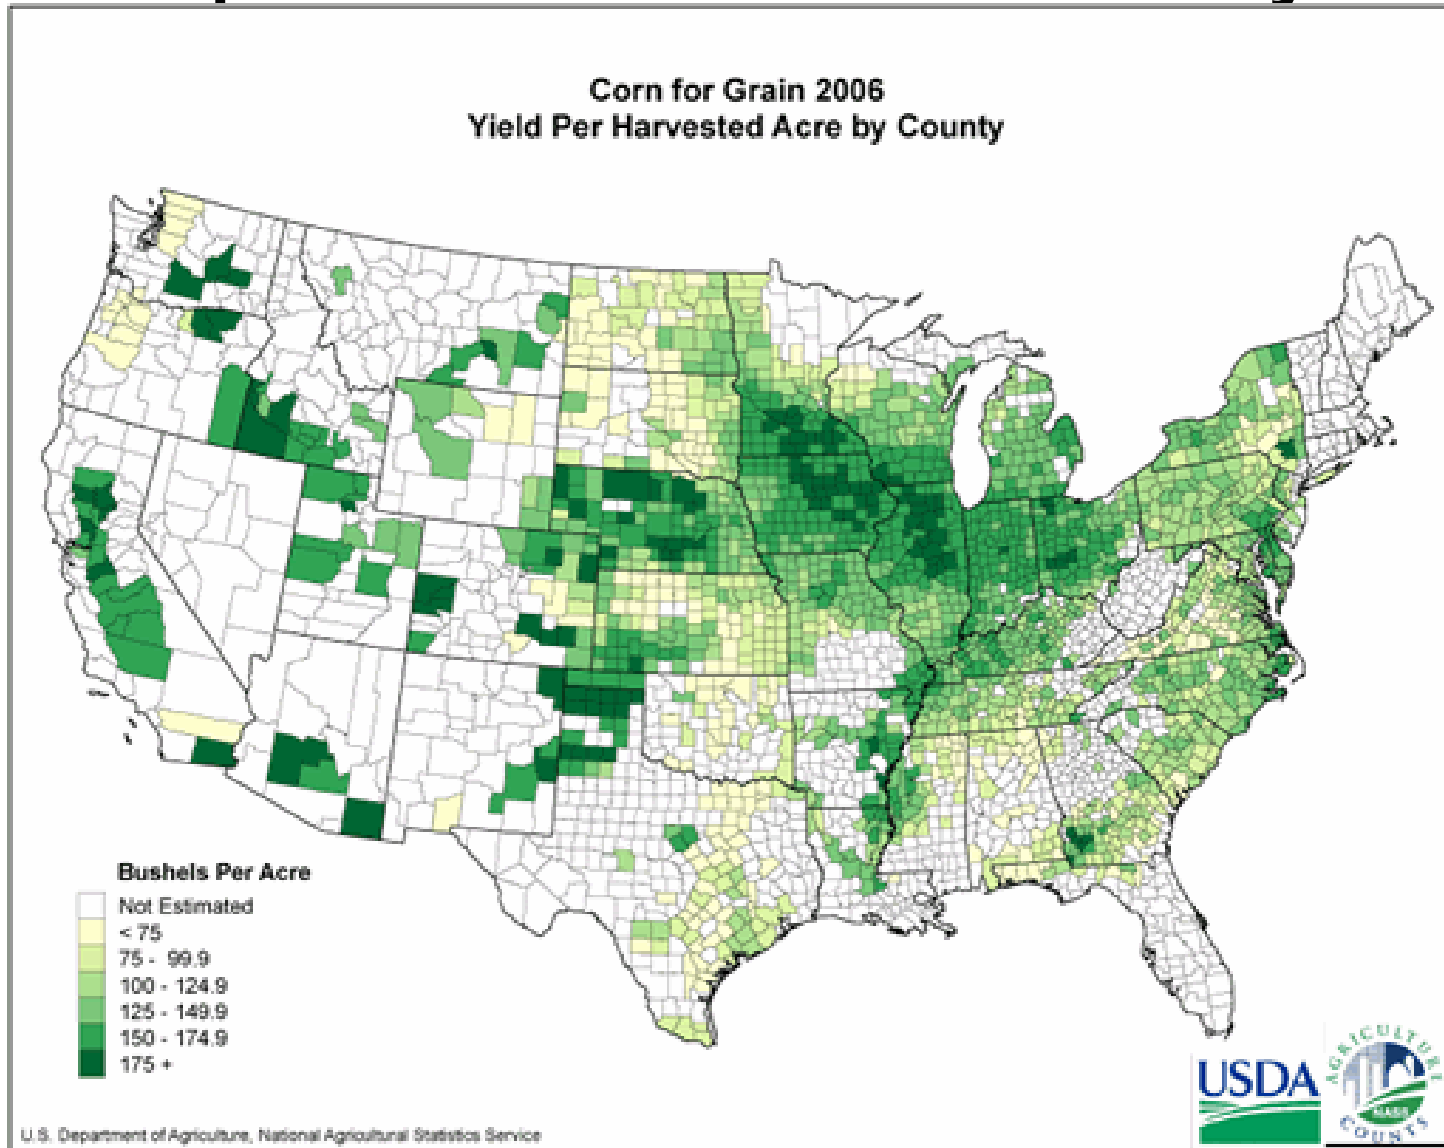 Corn for Grain 2006
Yield Per Harvested Acre by County
Bushels Per Acre
Not Estimated
< 75
75 - 99.9
100 - 124.9
125 - 149.9
150 - 174.9
175 +
USDA
AGRICULTURE
NASS
COUNTS
U.S. Department of Agriculture, National Agricultural Statistics Service